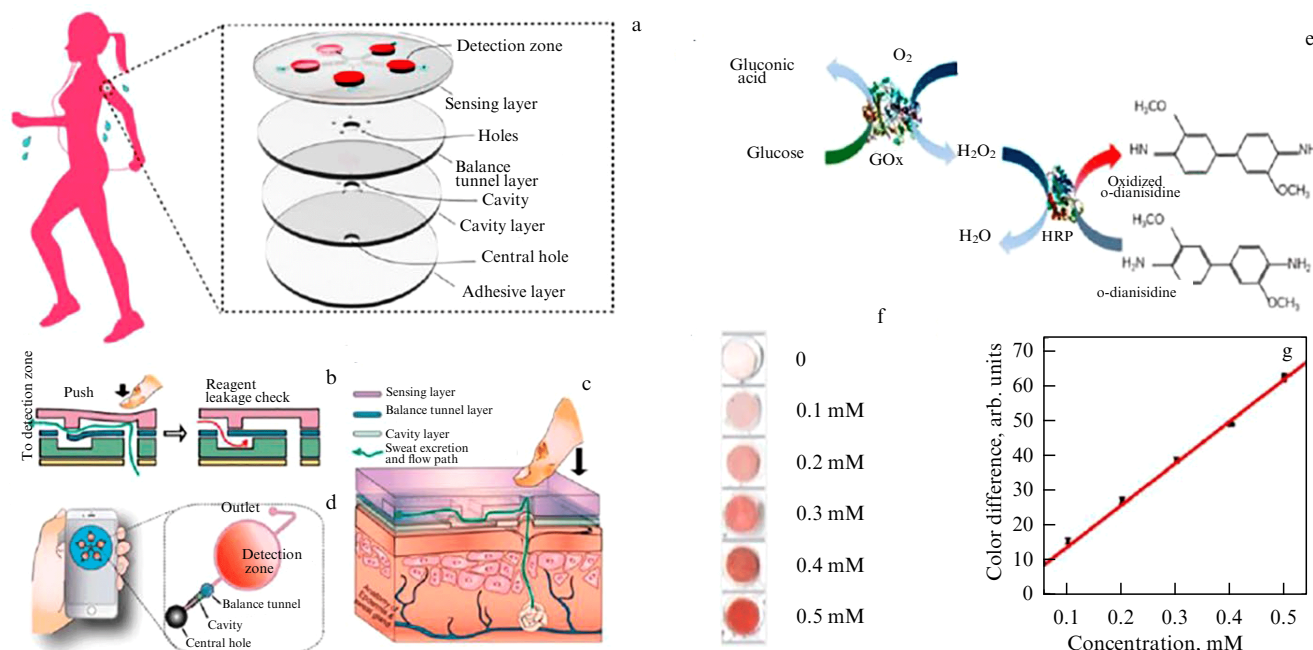 a
Detection zone
Sensing layer
Holes
Balance
tunnel layer
Cavity
Cavity layer
Central hole
Adhesive layer
b
To detection zone
Push
Reagent
leakage check
c
Sensing layer
Balance tunnel layer
Cavity layer
Sweat excretion
and flow path
Anatomy of
d
Outlet
Detection
zone
Balance tunnel
Cavity
Central hole
e
Gluconic
acid
O2
Glucose
GOx
H2O2
H2O
HRP
H3CO
HN
NH
OCH3
Oxidized
o-dianisidine
H3CO
H2N
NH2
OCH3
o-dianisidine
f
0
0.1 mM
0.2 mM
0.3 mM
0.4 mM
0.5 mM
g
Color difference, arb. units
70
60
50
40
30
20
10
0
0.1
0.2
0.3
0.4
0.5
Concentration, mM